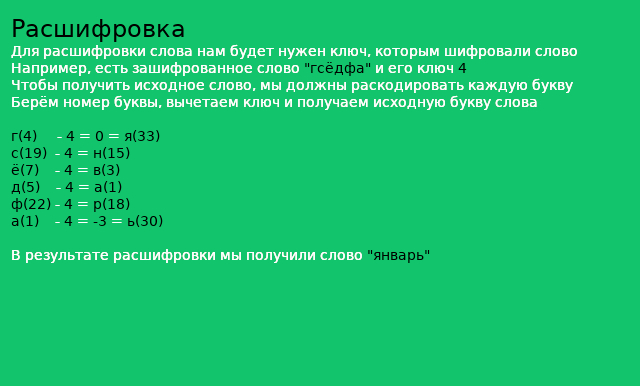 Расшифровка
Для расшифровки слова нам будет нужен ключ, которым шифровали слово
Например, есть зашифрованное слово "гсёдфа" и его ключ 4
Чтобы получить исходное слово, мы должны раскодировать каждую букву
Берём номер буквы, вычетаем ключ и получаем исходную букву слова
г(4) – 4 = 0 = я(33)
с(19) – 4 = н(15)
ё(7) – 4 = в(3)
д(5) – 4 = а(1)
ф(22) – 4 = р(18)
а(1) – 4 = -3 = ь(30)
В результате расшифровки мы получили слово "январь"